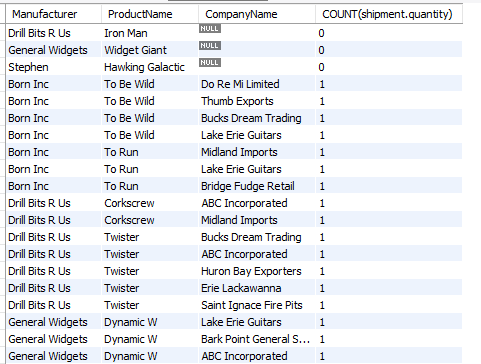 Manufacturer ProductName CompanyName COUNT(shipment.quantity)
Drill Bits R Us Iron Man NULL 0
General Widgets Widget Giant NULL 0
Stephen Hawking Galactic NULL 0
Born Inc To Be Wild Do Re Mi Limited 1
Born Inc To Be Wild Thumb Exports 1
Born Inc To Be Wild Bucks Dream Trading 1
Born Inc To Be Wild Lake Erie Guitars 1
Born Inc To Run Midland Imports 1
Born Inc To Run Lake Erie Guitars 1
Born Inc To Run Bridge Fudge Retail 1
Drill Bits R Us Corkscrew ABC Incorporated 1
Drill Bits R Us Corkscrew Midland Imports 1
Drill Bits R Us Twister Bucks Dream Trading 1
Drill Bits R Us Twister ABC Incorporated 1
Drill Bits R Us Twister Huron Bay Exporters 1
Drill Bits R Us Twister Erie Lackawanna 1
Drill Bits R Us Twister Saint Ignace Fire Pits 1
General Widgets Dynamic W Lake Erie Guitars 1
General Widgets Dynamic W Bark Point General S... 1
General Widgets Dynamic W ABC Incorporated 1